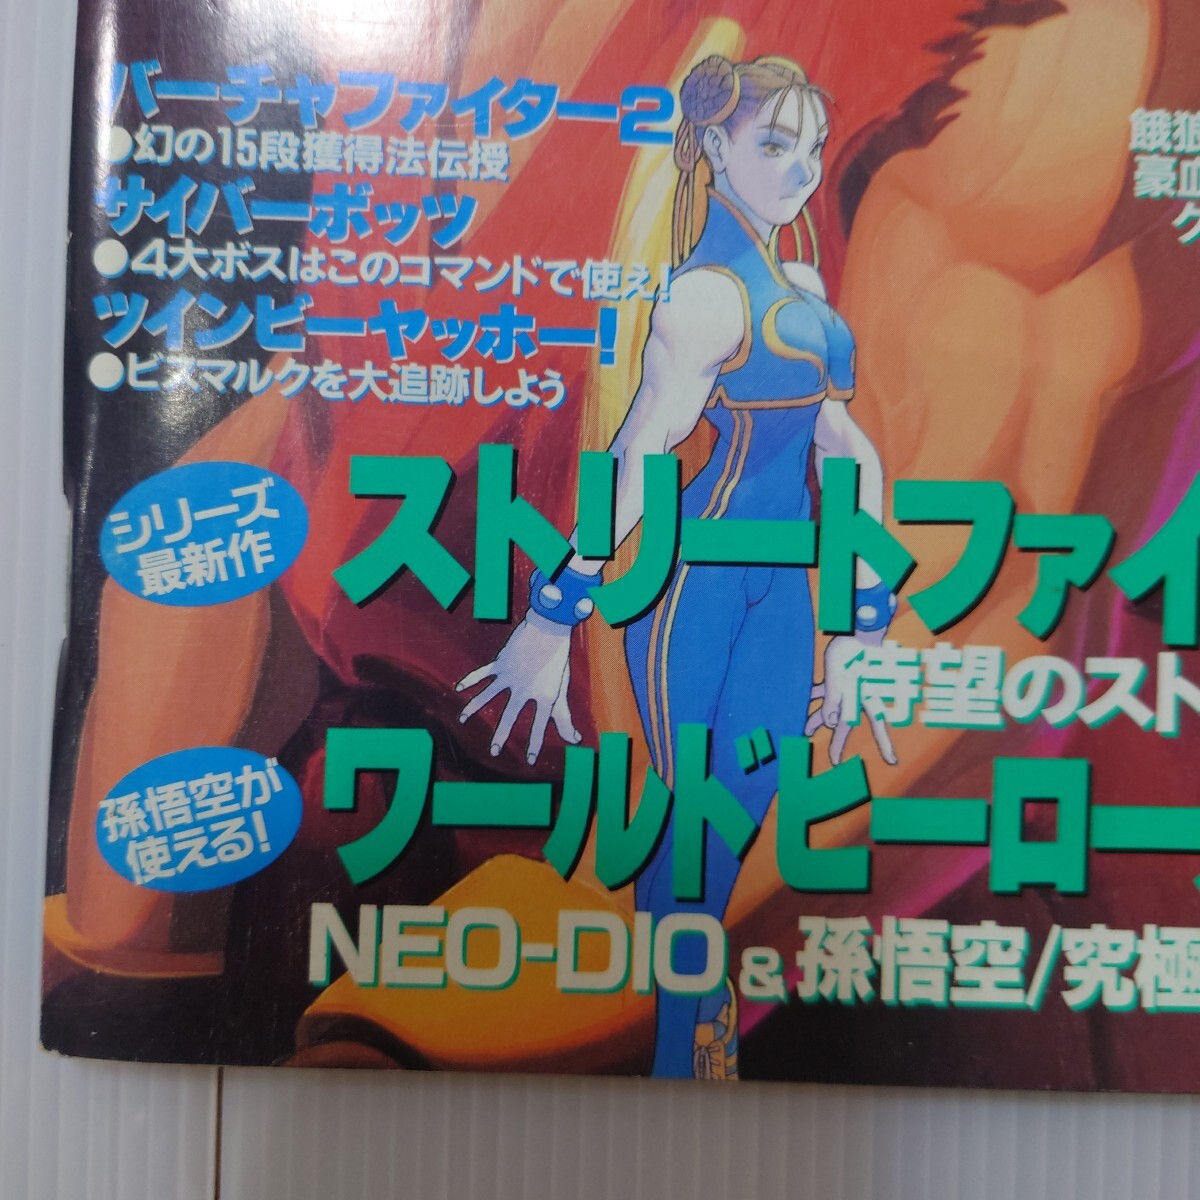 バーチャファイター2
●幻の15段獲得法伝授
サイバーボッツ
●4大ボスはこのコマンドで使え!
ツインビーヤッホー!
●ビスマルクを大追跡しよう
餓狼
豪血
シリーズ
最新作
ストリートファイ
待望のスト
孫悟空が
使える!
ワールドヒーロー
NEO-DIO&孫悟空/究極